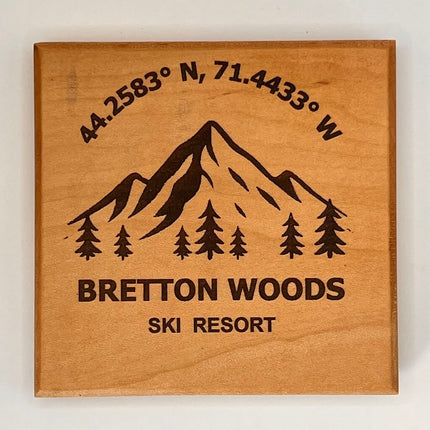 44.2583° N, 71.4433° W
BRETTON WOODS
SKI RESORT